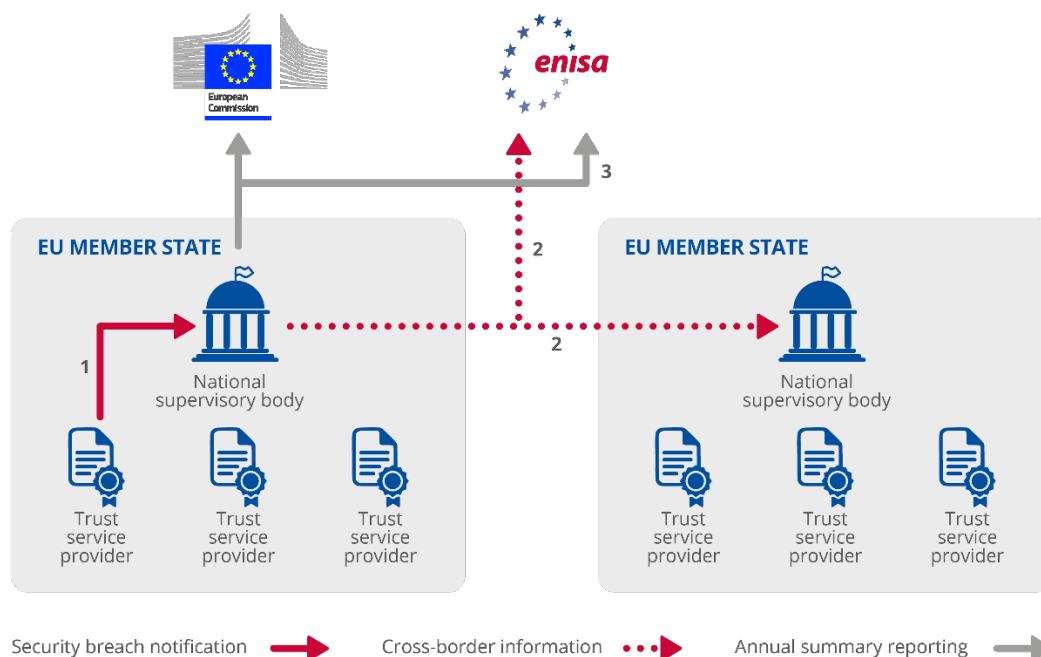 European
Commission
enisa
3
EU MEMBER STATE
EU MEMBER STATE
2
1
2
National
supervisory body
National
supervisory body
Trust
service
provider
Trust
service
provider
Trust
service
provider
Trust
service
provider
Trust
service
provider
Trust
service
provider
Security breach notification
Cross-border information
Annual summary reporting